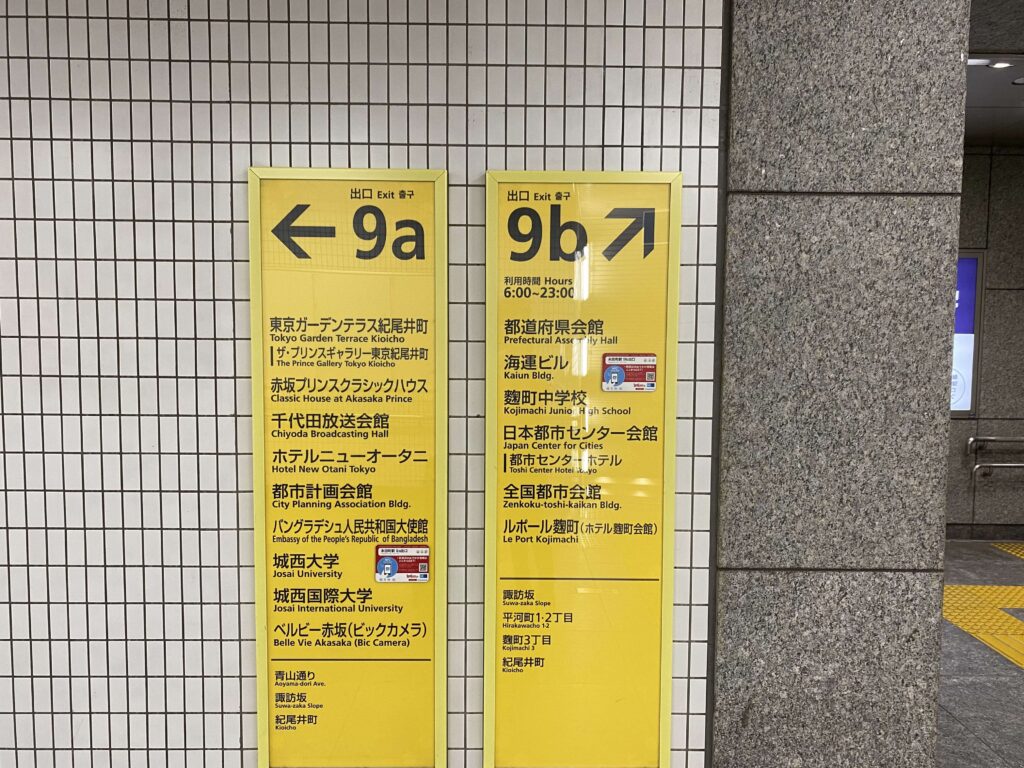 出口 Exit 출구
← 9a
東京ガーデンテラス紀尾井町
Tokyo Garden Terrace Kioicho
ザ・プリンスギャラリー東京紀尾井町
The Prince Gallery Tokyo Kioicho
赤坂プリンスクラシックハウス
Classic House at Akasaka Prince
千代田放送会館
Chiyoda Broadcasting Hall
ホテルニューオータニ
Hotel New Otani Tokyo
都市計画会館
City Planning Association Bldg.
バングラデシュ人民共和国大使館
Embassy of the People's Republic of Bangladesh
城西大学
Josai University
城西国際大学
Josai International University
ベルビー赤坂(ビックカメラ)
Belle Vie Akasaka (Bic Camera)
青山通り
Aoyama-dori Ave.
諏訪坂
Suwa-zaka Slope
紀尾井町
Kioicho
出口 Exit 출구
9b ↗
利用時間 Hours
6:00~23:00
都道府県会館
Prefectural Assembly Hall
海運ビル
Kaiun Bldg.
麴町中学校
Kojimachi Junior High School
日本都市センター会館
Japan Center for Cities
都市センターホテル
Toshi Center Hotel Tokyo
全国都市会館
Zenkoku-toshi-kaikan Bldg.
ルポール麴町(ホテル麴町会館)
Le Port Kojimachi
諏訪坂
Suwa-zaka Slope
平河町1・2丁目
Hirakawacho 1・2
麴町3丁目
Kojimachi 3
紀尾井町
Kioicho